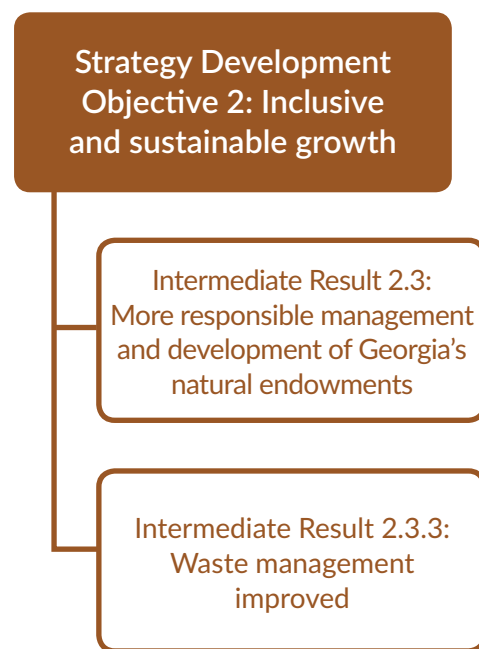 Strategy Development
Objective 2: Inclusive
and sustainable growth
Intermediate Result 2.3:
More responsible management
and development of Georgia’s
natural endowments
Intermediate Result 2.3.3:
Waste management
improved